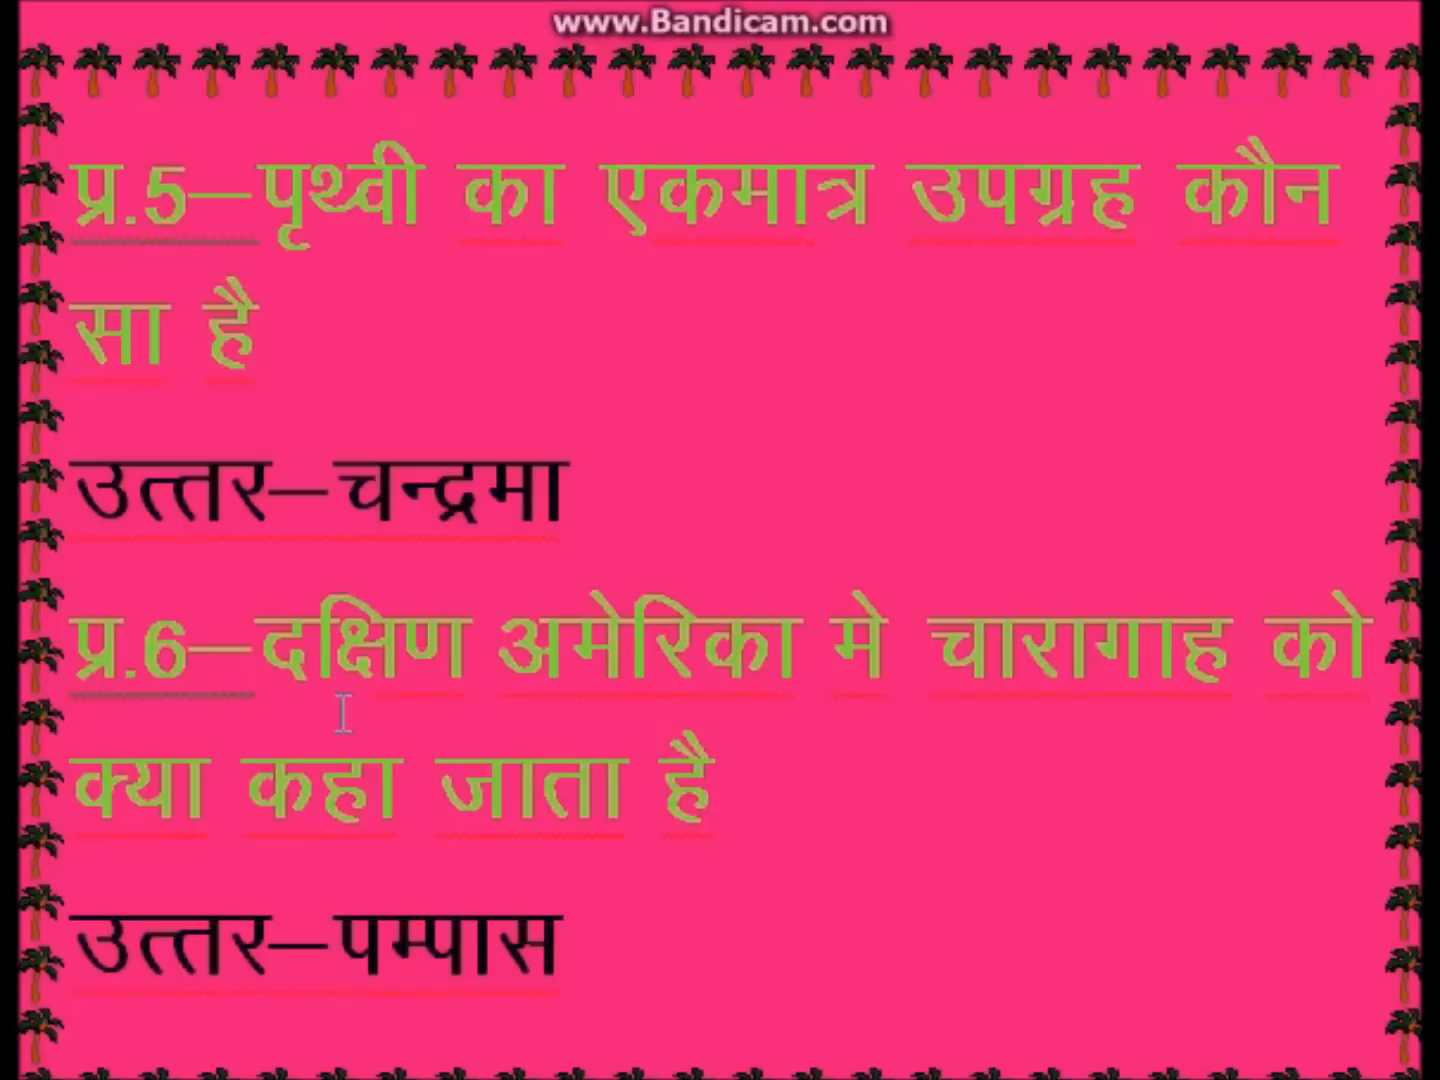 www.Bandicam.com
प्र.5–पृथ्वी का एकमात्र उपग्रह कौन
सा है
उत्तर–चन्द्रमा
प्र.6–दक्षिण अमेरिका मे चारागाह को
क्या कहा जाता है
उत्तर–पम्पास